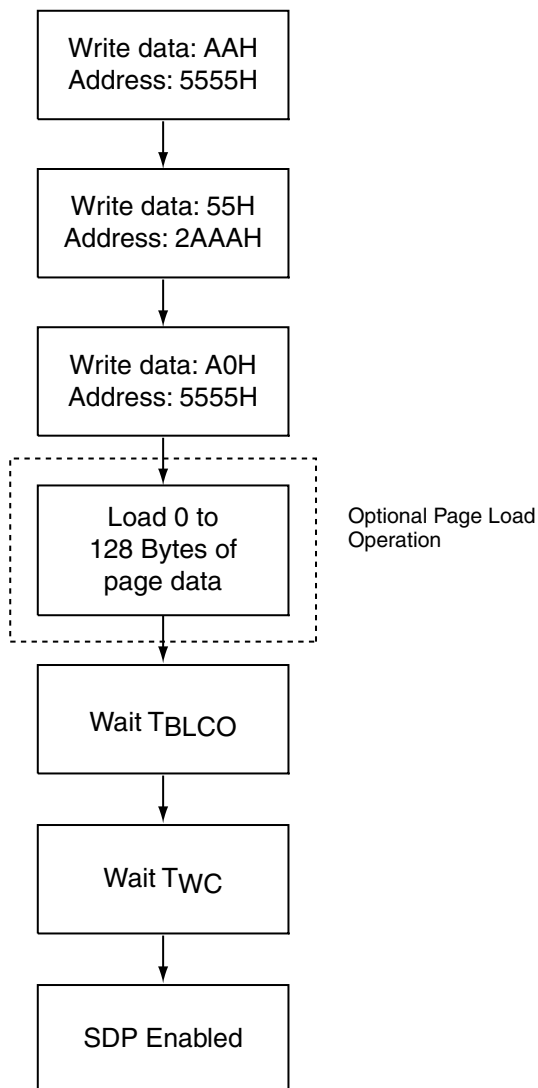 Write data: AAH
Address: 5555H
Write data: 55H
Address: 2AAAH
Write data: A0H
Address: 5555H
Load 0 to
128 Bytes of
page data
Optional Page Load
Operation
Wait TBLCO
Wait TWC
SDP Enabled